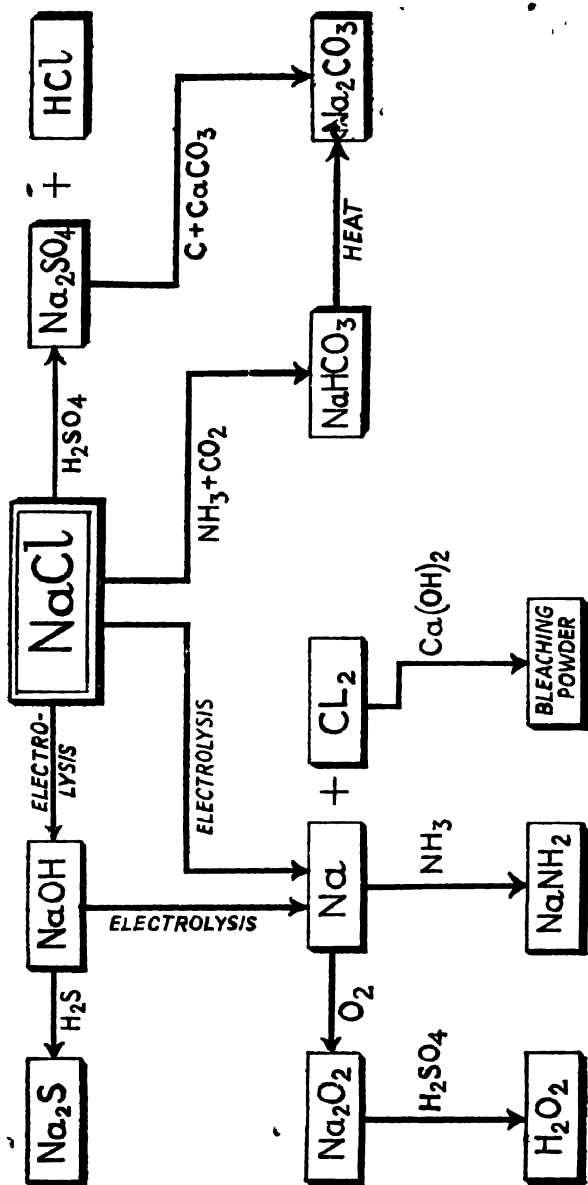 Na₂S
H₂S
NaOH
ELECTRO-
LYSIS
NaCl
H₂SO₄
Na₂SO₄
+
HCl
ELECTROLYSIS
ELECTROLYSIS
NH₃+CO₂
C+CaCO₃
Na₂O₂
O₂
Na
+
CL₂
NaHCO₃
HEAT
Na₂CO₃
H₂SO₄
NH₃
Ca(OH)₂
H₂O₂
NaNH₂
BLEACHING
POWDER